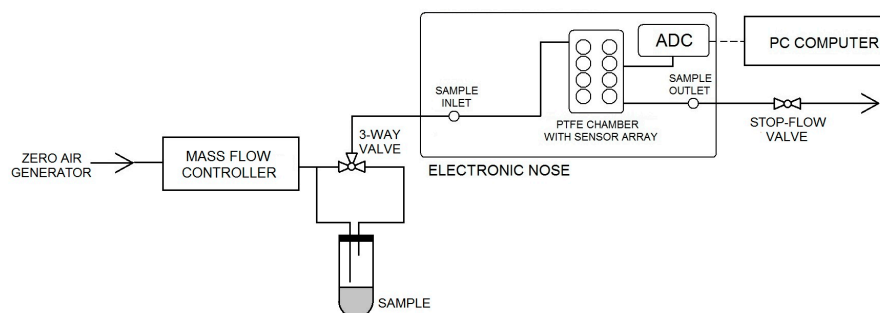 ZERO AIR
GENERATOR
MASS FLOW
CONTROLLER
3-WAY
VALVE
SAMPLE
SAMPLE
INLET
ELECTRONIC NOSE
PTFE CHAMBER
WITH SENSOR ARRAY
ADC
SAMPLE
OUTLET
PC COMPUTER
STOP-FLOW
VALVE